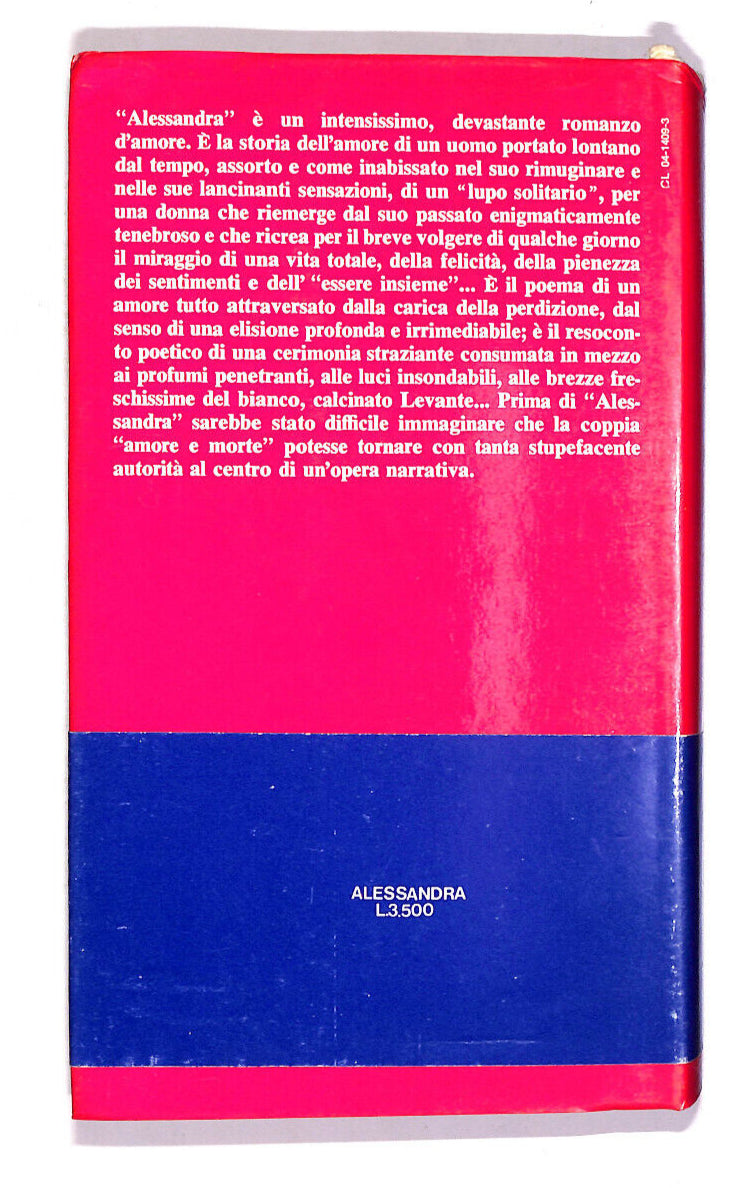 “Alessandra” è un intensissimo, devastante romanzo
d’amore. È la storia dell’amore di un uomo portato lontano
dal tempo, assorto e come inabissato nel suo rimuginare e
nelle sue lancinanti sensazioni, di un “lupo solitario”, per
una donna che riemerge dal suo passato enigmaticamente
tenebroso e che ricrea per il breve volgere di qualche giorno
il miraggio di una vita totale, della felicità, della pienezza
dei sentimenti e dell’ “essere insieme”... È il poema di un
amore tutto attraversato dalla carica della perdizione, dal
senso di una elisione profonda e irrimediabile; è il resocon-
to poetico di una cerimonia straziante consumata in mezzo
ai profumi penetranti, alle luci insondabili, alle brezze fre-
schissime del bianco, calcinato Levante... Prima di “Ales-
sandra” sarebbe stato difficile immaginare che la coppia
“amore e morte” potesse tornare con tanta stupefacente
autorità al centro di un’opera narrativa.
CL 04-1409-3
ALESSANDRA
L.3.500